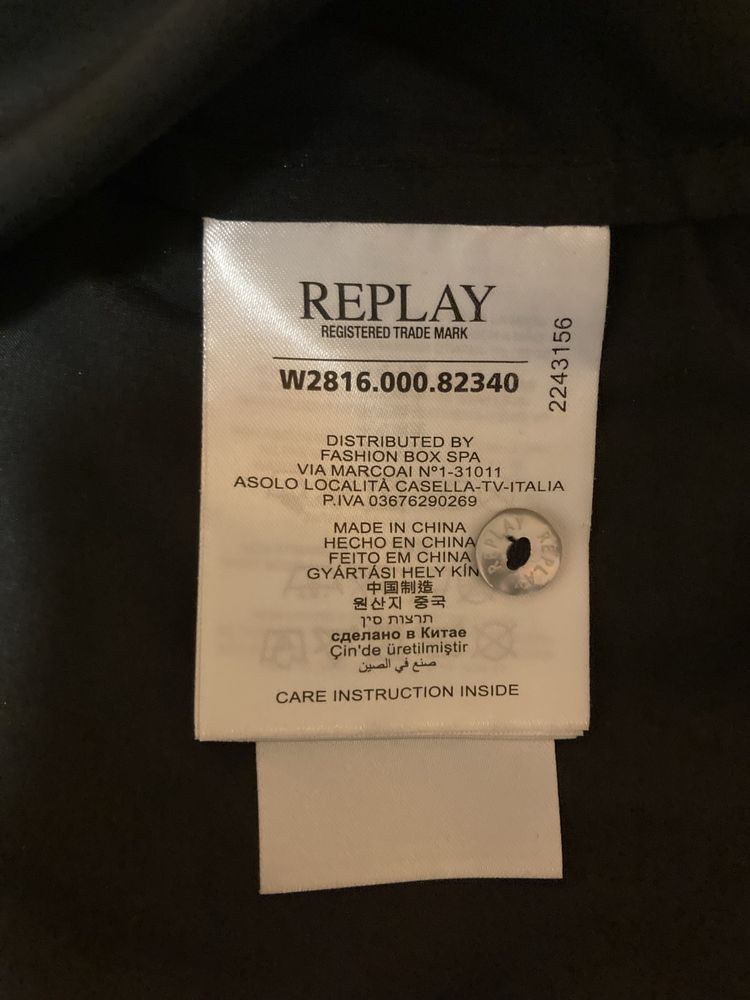 REPLAY
REGISTERED TRADE MARK
W2816.000.82340
2243156
DISTRIBUTED BY
FASHION BOX SPA
VIA MARCOAI N°1-31011
ASOLO LOCALITÀ CASELLA-TV-ITALIA
P.IVA 03676290269
MADE IN CHINA
HECHO EN CHINA
FEITO EM CHINA
GYÁRTÁSI HELY KÍN
中国制造
원산지 중국
תרצות סין
сделано в Китае
Çin'de üretilmiştir
صنع في الصين
CARE INSTRUCTION INSIDE
REPLAY
REPLAY